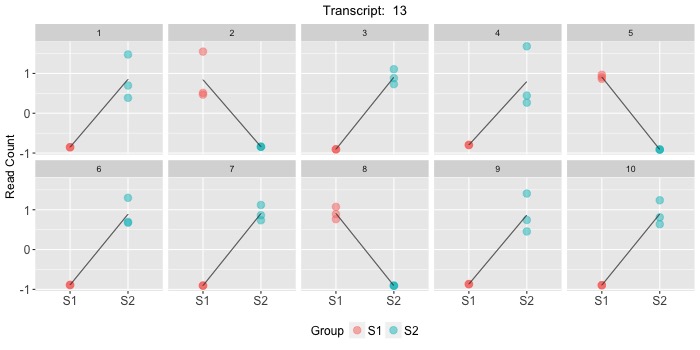 Transcript: 13
1 2 3 4 5
1
0
-1
6 7 8 9 10
1
0
-1
Read Count
S1 S2 S1 S2 S1 S2 S1 S2 S1 S2
Group S1 S2